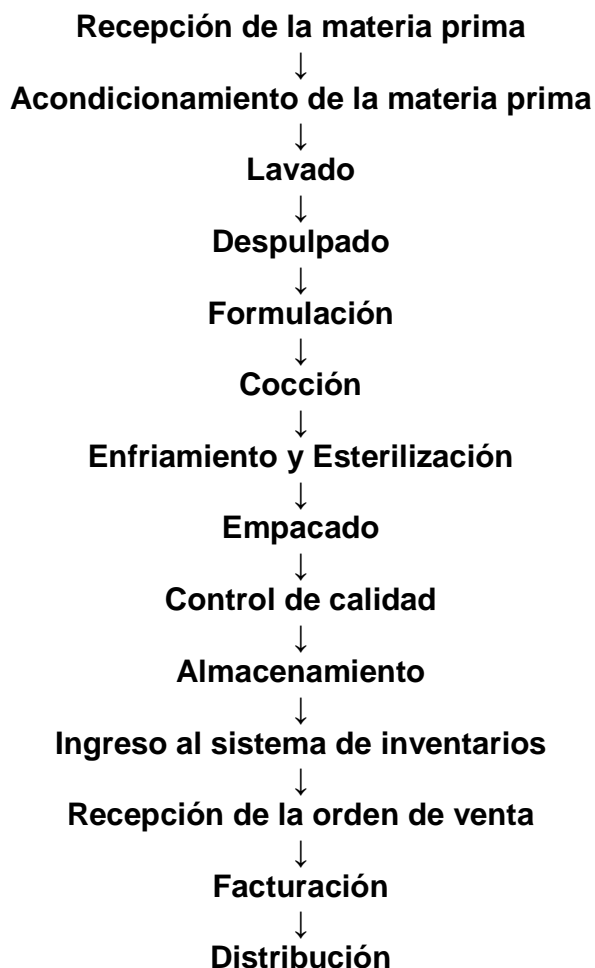 Recepción de la materia prima
↓
Acondicionamiento de la materia prima
↓
Lavado
↓
Despulpado
↓
Formulación
↓
Cocción
↓
Enfriamiento y Esterilización
↓
Empacado
↓
Control de calidad
↓
Almacenamiento
↓
Ingreso al sistema de inventarios
↓
Recepción de la orden de venta
↓
Facturación
↓
Distribución